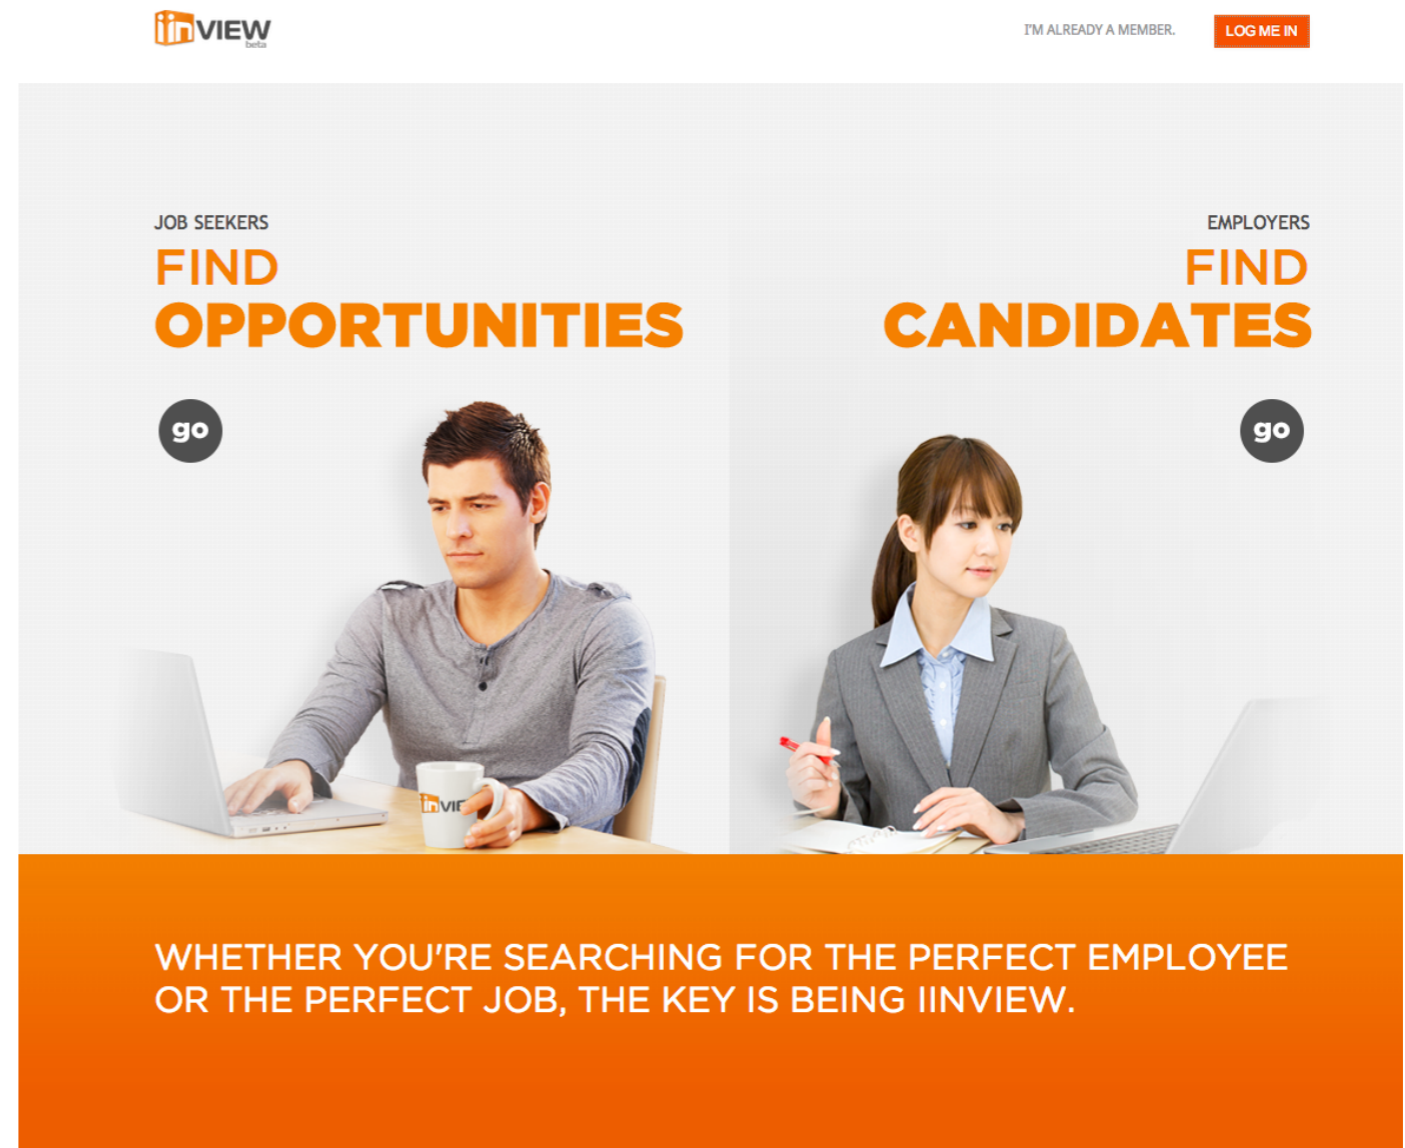 iinVIEW
beta
I'M ALREADY A MEMBER.
LOG ME IN
JOB SEEKERS
FIND
OPPORTUNITIES
go
EMPLOYERS
FIND
CANDIDATES
go
iinVIE
WHETHER YOU'RE SEARCHING FOR THE PERFECT EMPLOYEE
OR THE PERFECT JOB, THE KEY IS BEING IINVIEW.